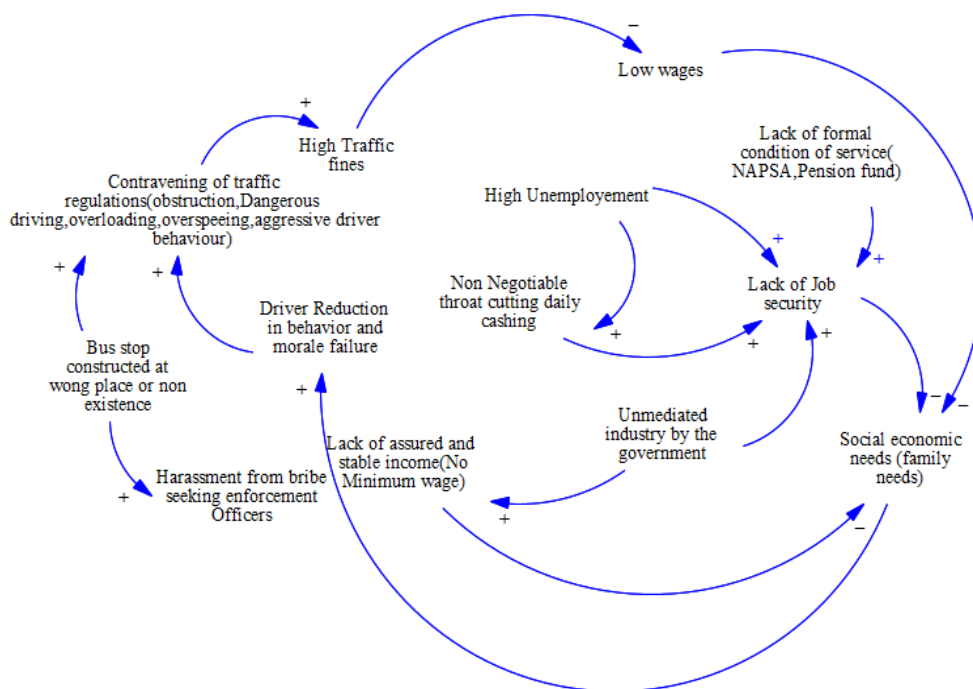 Low wages
High Traffic
fines
Lack of formal
condition of service(
NAPSA,Pension fund)
Contravening of traffic
regulations(obstruction,Dangerous
driving,overloading,overspeeing,aggressive driver
behaviour)
High Unemployement
Non Negotiable
throat cutting daily
cashing
Lack of Job
security
Driver Reduction
in behavior and
morale failure
Bus stop
constructed at
wong place or non
existence
Unmediated
industry by the
government
Lack of assured and
stable income(No
Minimum wage)
Social economic
needs (family
needs)
Harassment from bribe
seeking enforcement
Officers